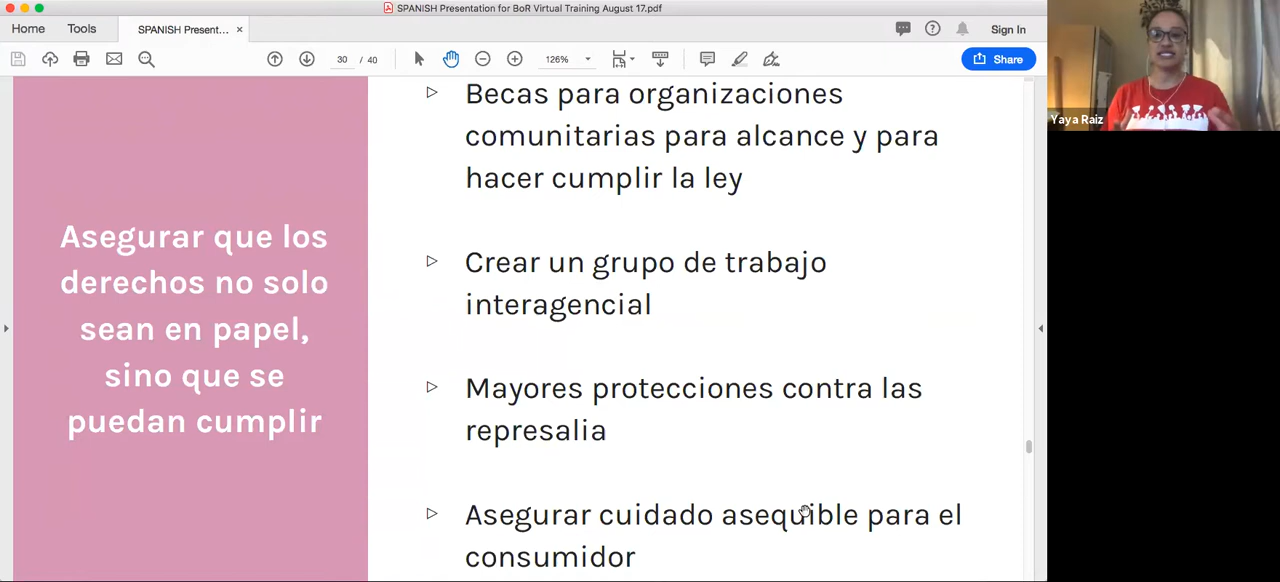 SPANISH Presentation for BoR Virtual Training August 17.pdf
Home
Tools
SPANISH Present...
Sign In
30 / 40
126%
Share
Asegurar que los
derechos no solo
sean en papel,
sino que se
puedan cumplir
Becas para organizaciones
comunitarias para alcance y para
hacer cumplir la ley
Crear un grupo de trabajo
interagencial
Mayores protecciones contra las
represalia
Asegurar cuidado asequible para el
consumidor
Yaya Raiz